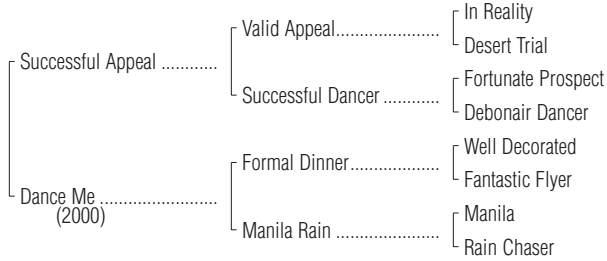 In Reality
Valid Appeal....................
Desert Trial
Successful Appeal ............
Fortunate Prospect
Successful Dancer ...........
Debonair Dancer
Well Decorated
Formal Dinner.................
Fantastic Flyer
Dance Me .......................
(2000)
Manila
Manila Rain ....................
Rain Chaser